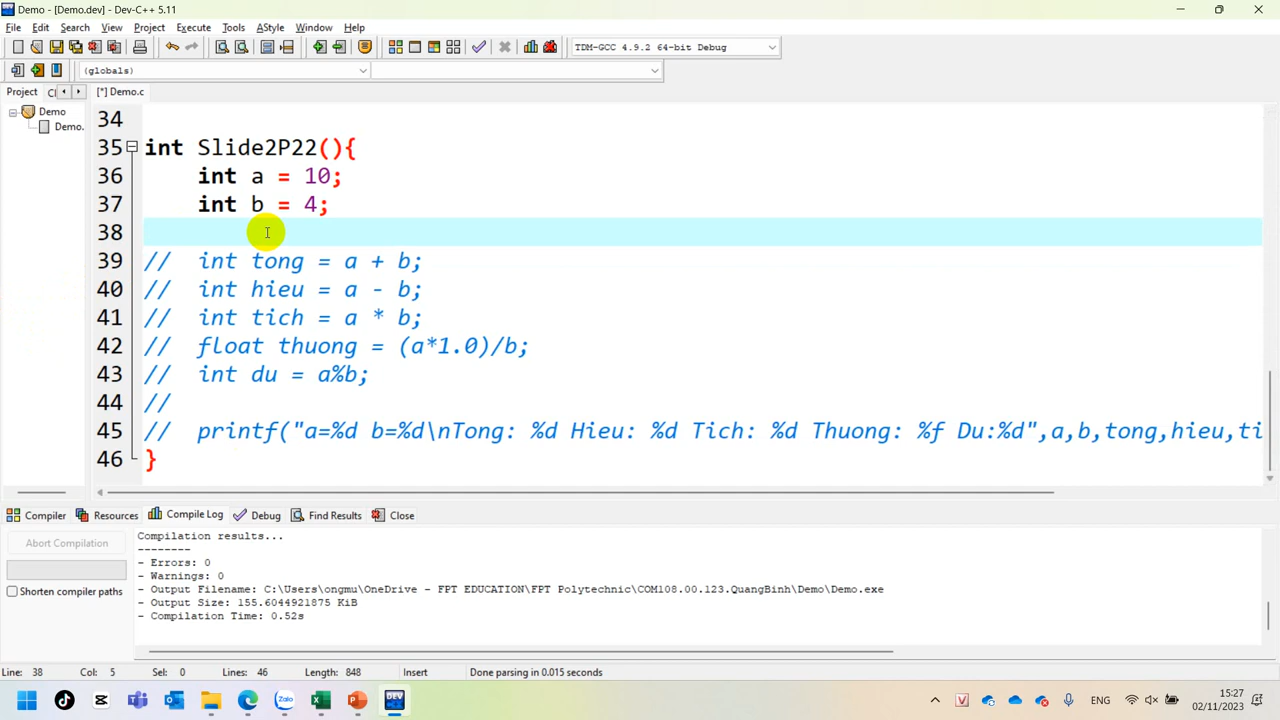 Demo - [Demo.dev] - Dev-C++ 5.11
File Edit Search View Project Execute Tools AStyle Window Help
TDM-GCC 4.9.2 64-bit Debug
(globals)
Project Cl [*] Demo.c
Demo
Demo.
34
35 int Slide2P22(){
36 int a = 10;
37 int b = 4;
38
39 // int tong = a + b;
40 // int hieu = a - b;
41 // int tich = a * b;
42 // float thuong = (a*1.0)/b;
43 // int du = a%b;
44 //
45 // printf("a=%d b=%d\nTong: %d Hieu: %d Tich: %d Thuong: %f Du:%d",a,b,tong,hieu,ti
46 }
Compiler Resources Compile Log Debug Find Results Close
Abort Compilation
Shorten compiler paths
Compilation results...
--------
- Errors: 0
- Warnings: 0
- Output Filename: C:\Users\ongmu\OneDrive - FPT EDUCATION\FPT Polytechnic\COM108.00.123.QuangBinh\Demo\Demo.exe
- Output Size: 155.6044921875 KiB
- Compilation Time: 0.52s
Line: 38 Col: 5 Sel: 0 Lines: 46 Length: 848 Insert Done parsing in 0.015 seconds
Zalo
DEV
V
ENG
15:27
02/11/2023